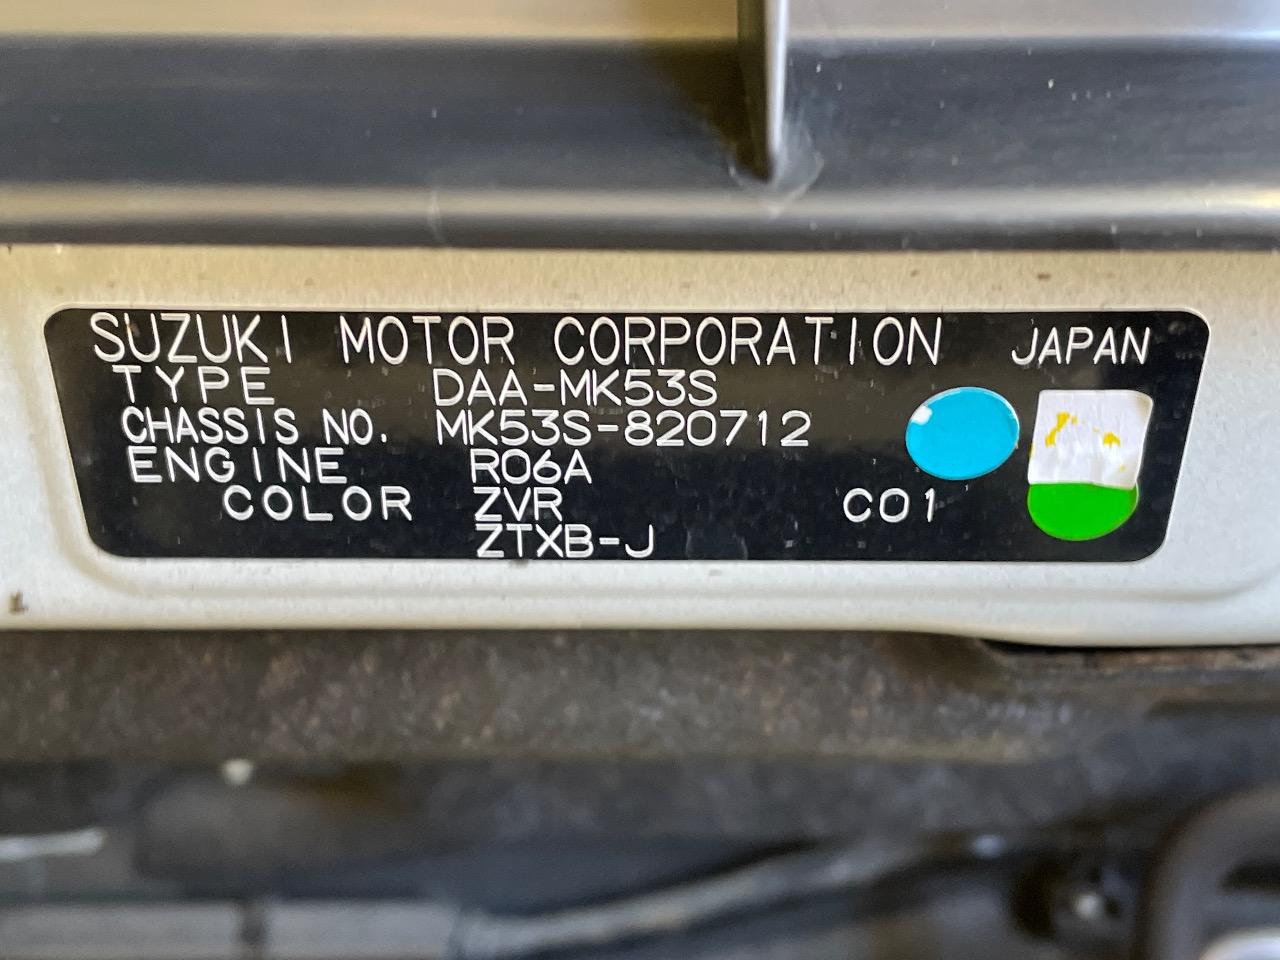 SUZUKI MOTOR CORPORATION JAPAN
TYPE DAA-MK53S
CHASSIS NO. MK53S-820712
ENGINE R06A
COLOR ZVR C01
ZTXB-J